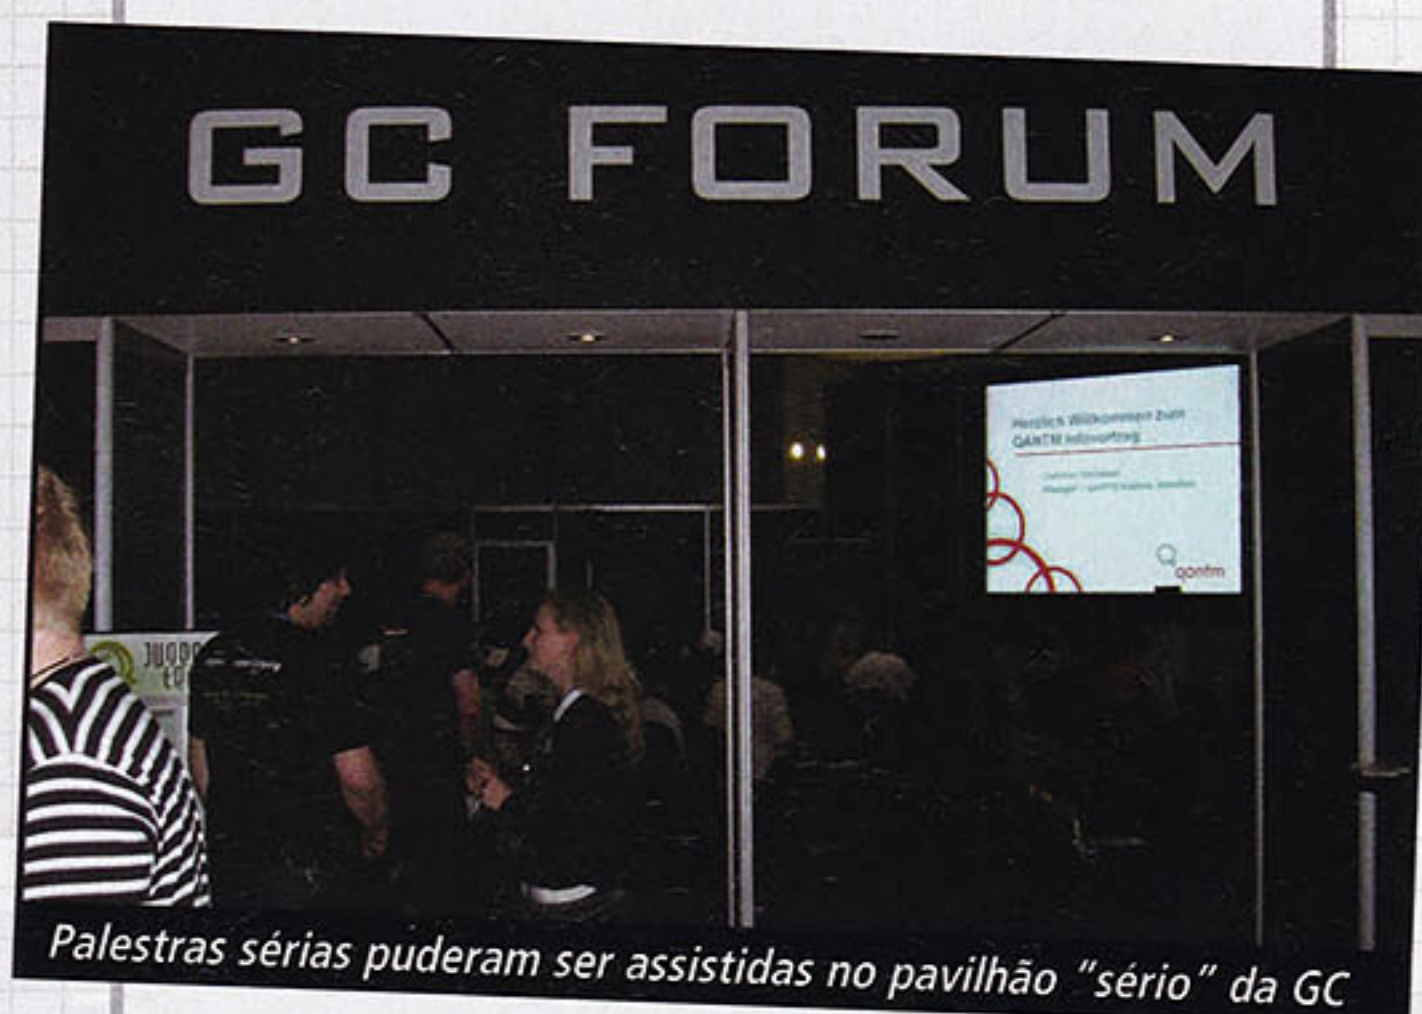 GC FORUM
Herzlich Willkommen zum
QANTM Infovortrag
qantm
Palestras sérias puderam ser assistidas no pavilhão "sério" da GC